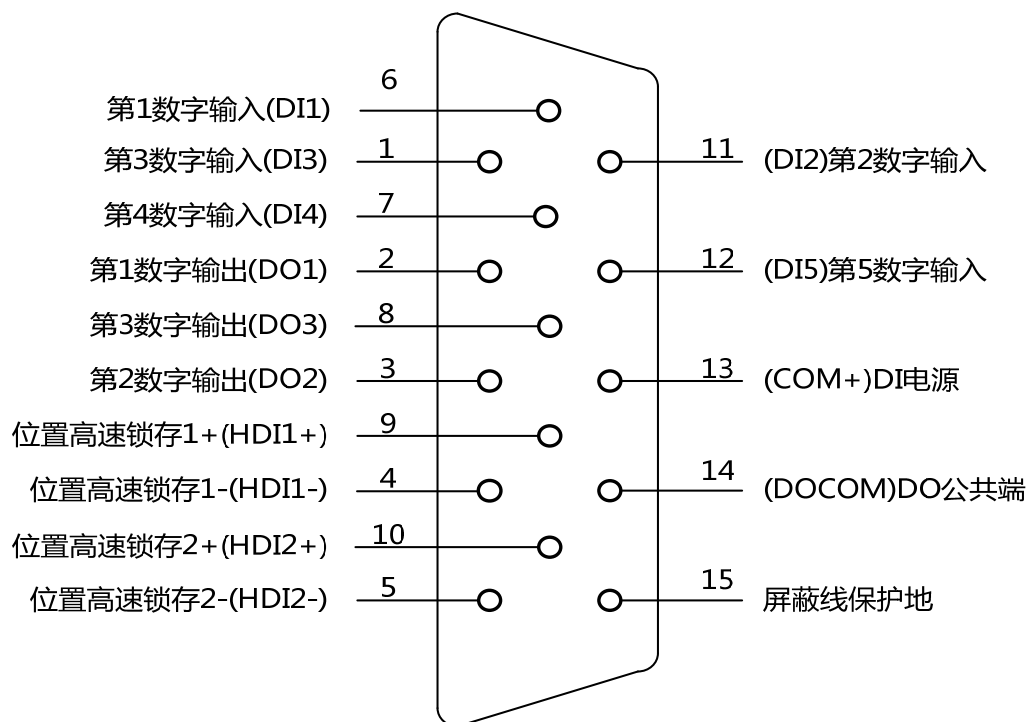 6
第1数字输入(DI1)
1
第3数字输入(DI3)
11
(DI2)第2数字输入
7
第4数字输入(DI4)
2
第1数字输出(DO1)
12
(DI5)第5数字输入
8
第3数字输出(DO3)
3
第2数字输出(DO2)
13
(COM+)DI电源
9
位置高速锁存1+(HDI1+)
4
位置高速锁存1-(HDI1-)
14
(DOCOM)DO公共端
10
位置高速锁存2+(HDI2+)
5
位置高速锁存2-(HDI2-)
15
屏蔽线保护地